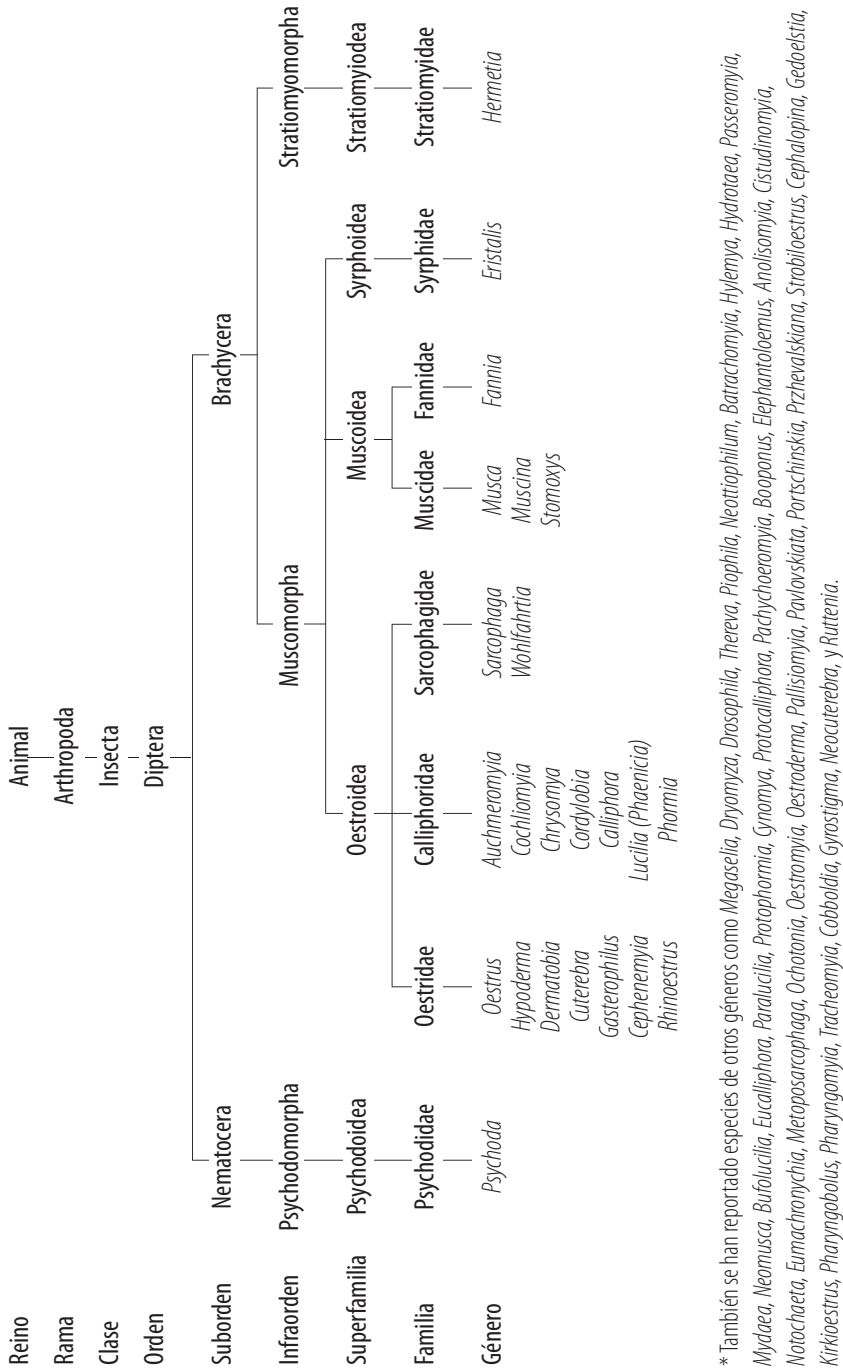 Reino Animal
Rama Arthropoda
Clase Insecta
Orden Diptera
Suborden Nematocera Brachycera
Infraorden Psychodomorpha Muscomorpha Stratiomyomorpha
Superfamilia Psychodoidea Oestroidea Muscoidea Syrphoidea Stratiomyiodea
Familia Psychodidae Oestridae Calliphoridae Sarcophagidae Muscidae Fannidae Syrphidae Stratiomyidae
Género Psychoda Oestrus Auchmeromyia Sarcophaga Musca Fannia Eristalis Hermetia
Hypoderma Cochliomyia Wohlfahrtia Muscina
Dermatobia Chrysomya Stomoxys
Cuterebra Cordylobia
Gasterophilus Calliphora
Cephenemyia Lucilia (Phaenicia)
Rhinoestrus Phormia
* También se han reportado especies de otros géneros como Megaselia, Dryomyza, Drosophila, Thereva, Piophila, Neottiophilum, Batrachomyia, Hylemya, Hydrotaea, Passeromyia,
Mydaea, Neomusca, Bufolucilia, Eucalliphora, Paralucilia, Protophormia, Cynomya, Protocalliphora, Pachychoeromyia, Booponus, Elephantoloemus, Anolisomyia, Cistudinomyia,
Notochaeta, Eumachronychia, Metoposarcophaga, Ochotonia, Oestromyia, Oestroderma, Pallisiomyia, Pavlovskiata, Portschinskia, Przhevalskiana, Strobiloestrus, Cephalopina, Gedoelstia,
Kirkioestrus, Pharyngobolus, Pharyngomyia, Tracheomyia, Cobboldia, Gyrostigma, Neocuterebra, y Ruttenia.